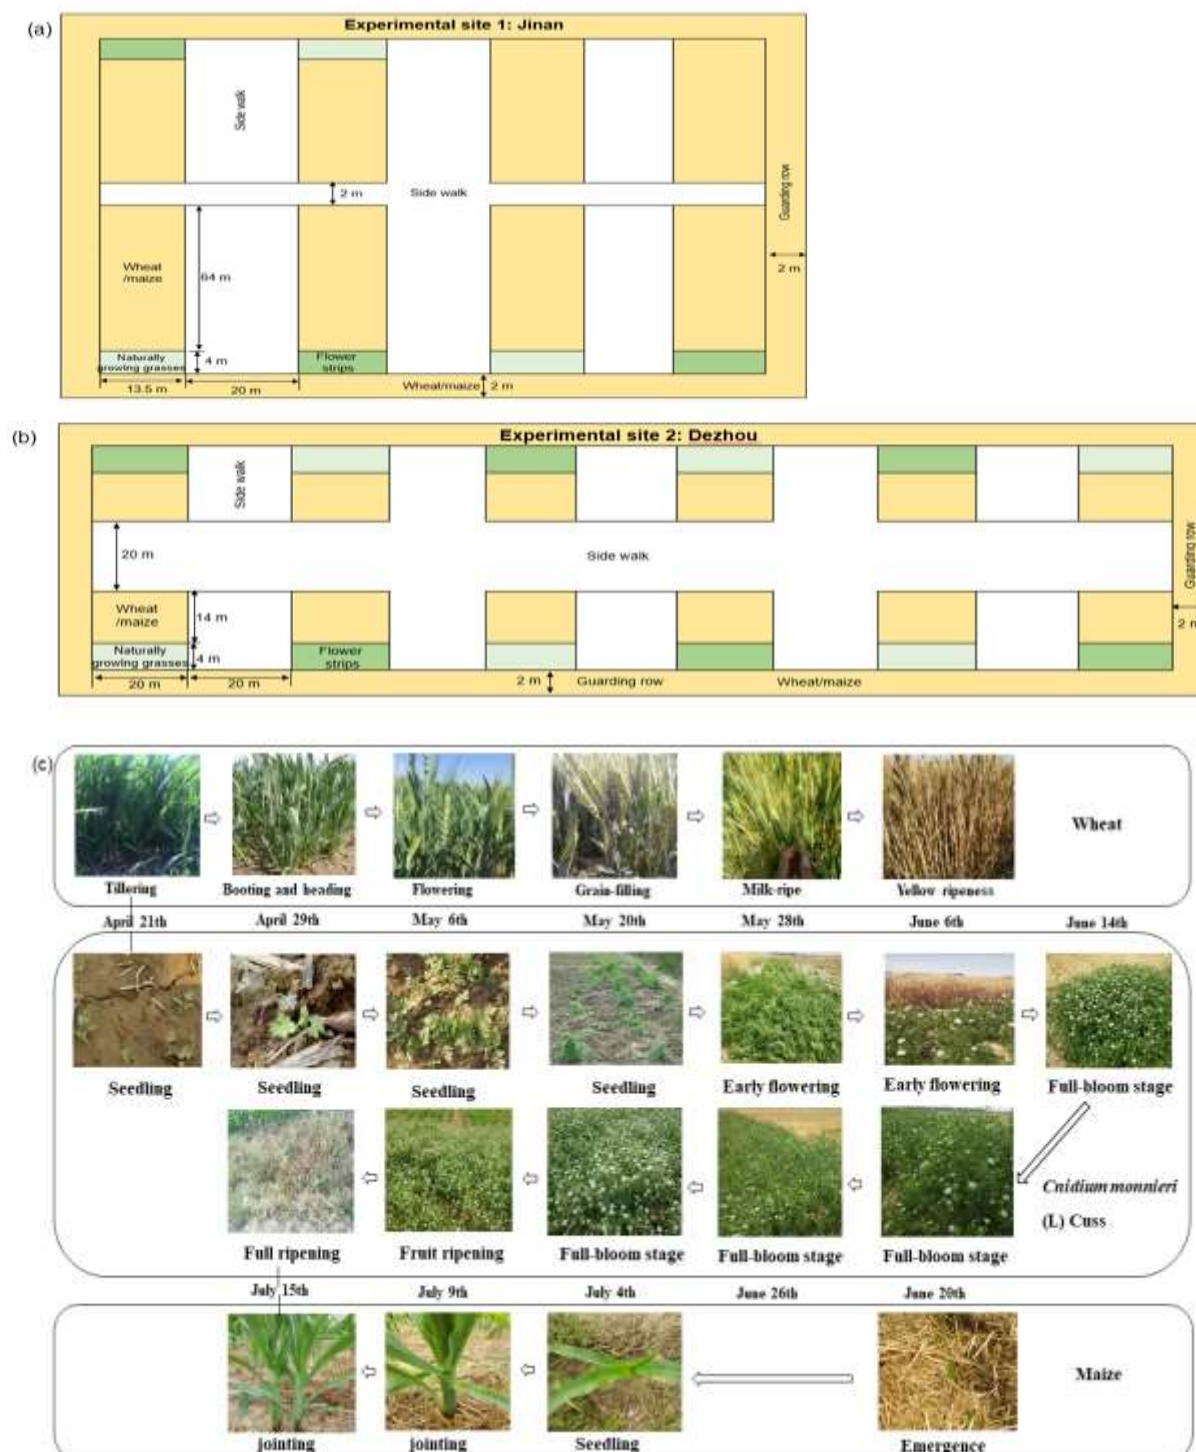 (a)
Experimental site 1: Jinan
Side walk
2 m
Side walk
Guarding row
2 m
Wheat
/maize
64 m
Naturally
growing grasses
4 m
Flower
strips
13.5 m
20 m
Wheat/maize
2 m
(b)
Experimental site 2: Dezhou
Side walk
20 m
Side walk
Guarding row
2 m
Wheat
/maize
14 m
Naturally
growing grasses
4 m
Flower
strips
20 m
20 m
2 m
Guarding row
Wheat/maize
(c)
Wheat
Tillering
Booting and heading
Flowering
Grain-filling
Milk-ripe
Yellow ripeness
April 21th
April 29th
May 6th
May 20th
May 28th
June 6th
June 14th
Seedling
Seedling
Seedling
Seedling
Early flowering
Early flowering
Full-bloom stage
Cnidium monnieri
(L) Cuss
Full ripening
Fruit ripening
Full-bloom stage
Full-bloom stage
Full-bloom stage
July 15th
July 9th
July 4th
June 26th
June 20th
Maize
jointing
jointing
Seedling
Emergence